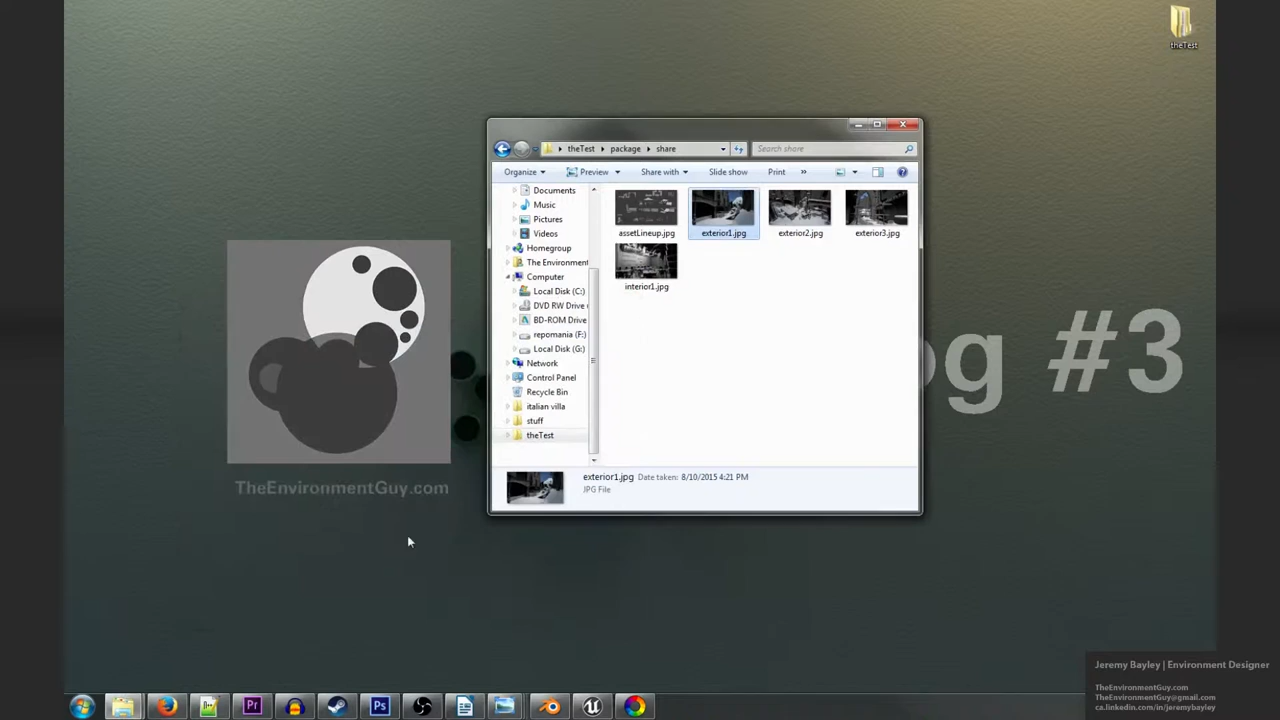 theTest
theTest package share
Search share
Organize Preview Share with Slide show Print »
Documents
Music
Pictures
Videos
Homegroup
The Environment
Computer
Local Disk (C:)
DVD RW Drive
BD-ROM Drive
repomania (F:)
Local Disk (G:)
Network
Control Panel
Recycle Bin
italian villa
stuff
theTest
assetLineup.jpg exterior1.jpg exterior2.jpg exterior3.jpg
interior1.jpg
exterior1.jpg Date taken: 8/10/2015 4:21 PM
JPG File
og #3
TheEnvironmentGuy.com
Pr
Ps
Jeremy Bayley | Environment Designer
TheEnvironmentGuy.com
TheEnvironmentGuy@gmail.com
ca.linkedin.com/in/jeremybayley